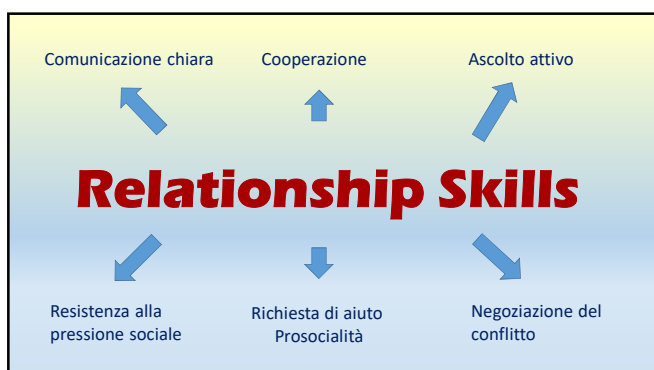 Comunicazione chiara
Cooperazione
Ascolto attivo
Relationship Skills
Resistenza alla
pressione sociale
Richiesta di aiuto
Prosocialità
Negoziazione del
conflitto